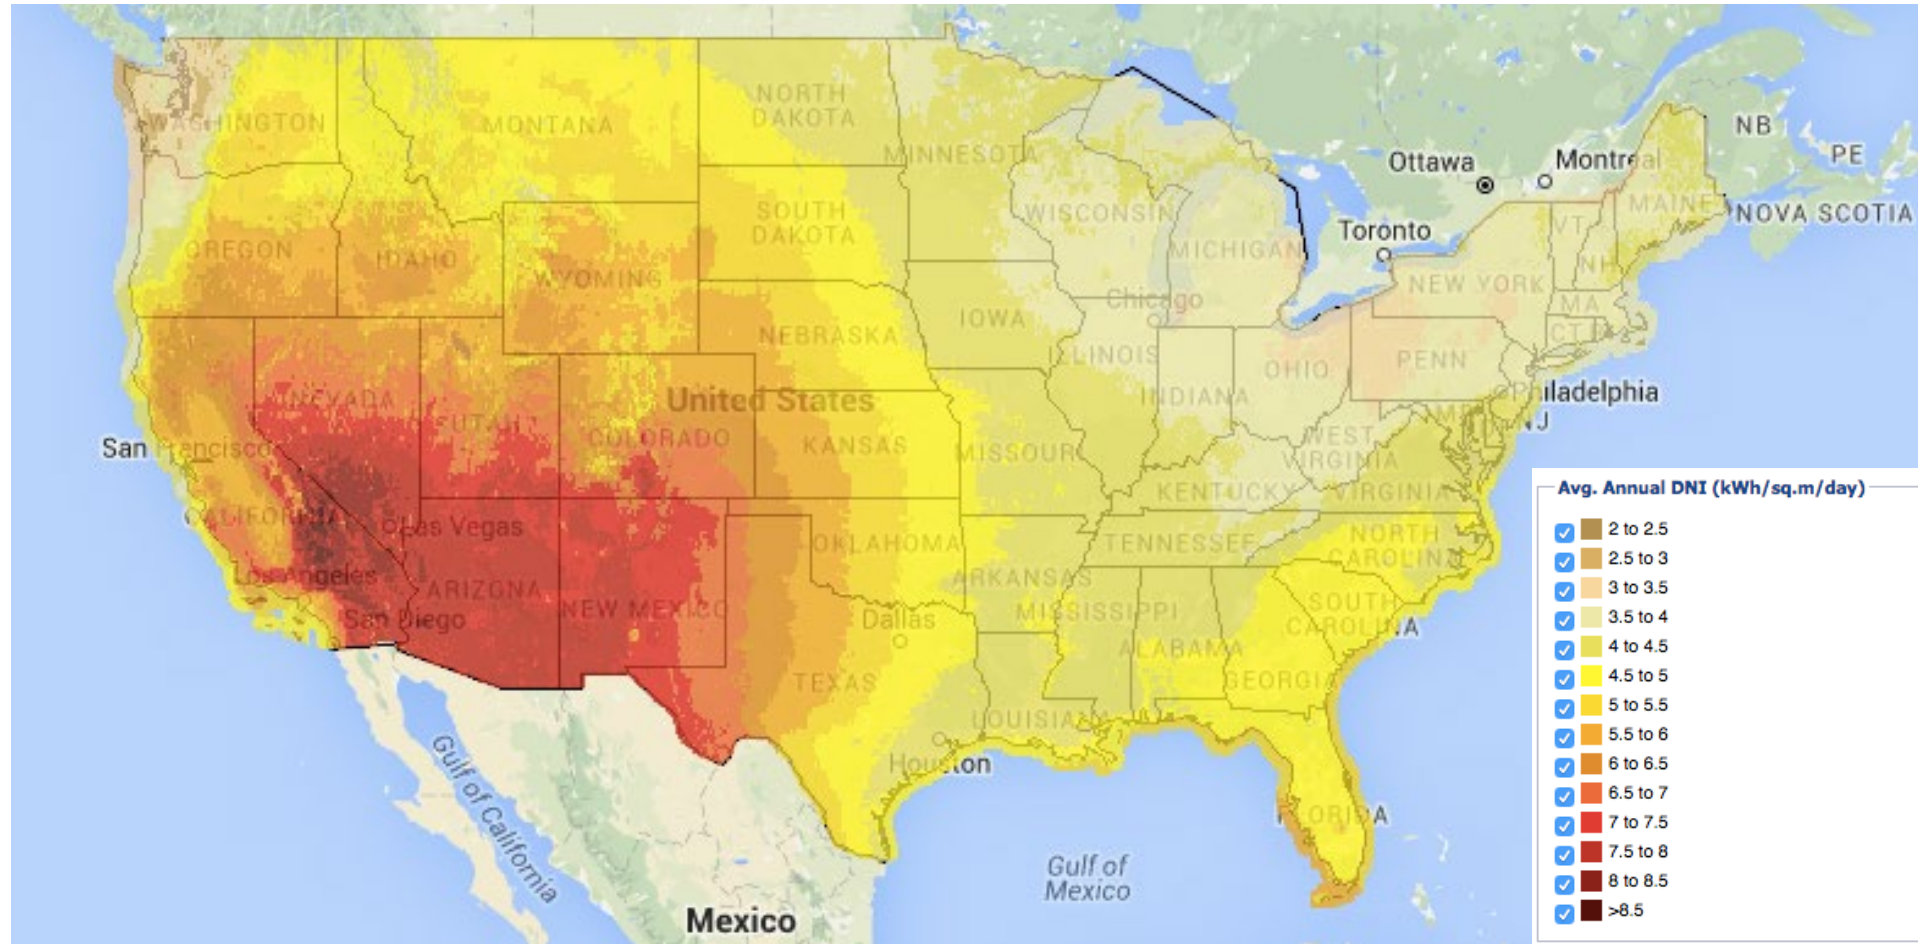 NORTH
DAKOTA
WASHINGTON
MONTANA
MINNESOTA
NB
PE
Ottawa
Montreal
MAINE
NOVA SCOTIA
SOUTH
DAKOTA
WISCONSIN
VT
Toronto
OREGON
IDAHO
WYOMING
MICHIGAN
NH
NEW YORK
MA
CT
RI
Chicago
IOWA
NEBRASKA
ILLINOIS
OHIO
PENN
INDIANA
Philadelphia
United States
NEVADA
UTAH
COLORADO
KANSAS
MISSOURI
MD
NJ
WEST
VIRGINIA
San Francisco
KENTUCKY
VIRGINIA
CALIFORNIA
Las Vegas
OKLAHOMA
TENNESSEE
NORTH
CAROLINA
Los Angeles
ARIZONA
NEW MEXICO
ARKANSAS
MISSISSIPPI
SOUTH
CAROLINA
San Diego
Dallas
ALABAMA
GEORGIA
TEXAS
LOUISIANA
Houston
FLORIDA
Gulf of California
Gulf of
Mexico
Mexico
Avg. Annual DNI (kWh/sq.m/day)
2 to 2.5
2.5 to 3
3 to 3.5
3.5 to 4
4 to 4.5
4.5 to 5
5 to 5.5
5.5 to 6
6 to 6.5
6.5 to 7
7 to 7.5
7.5 to 8
8 to 8.5
>8.5